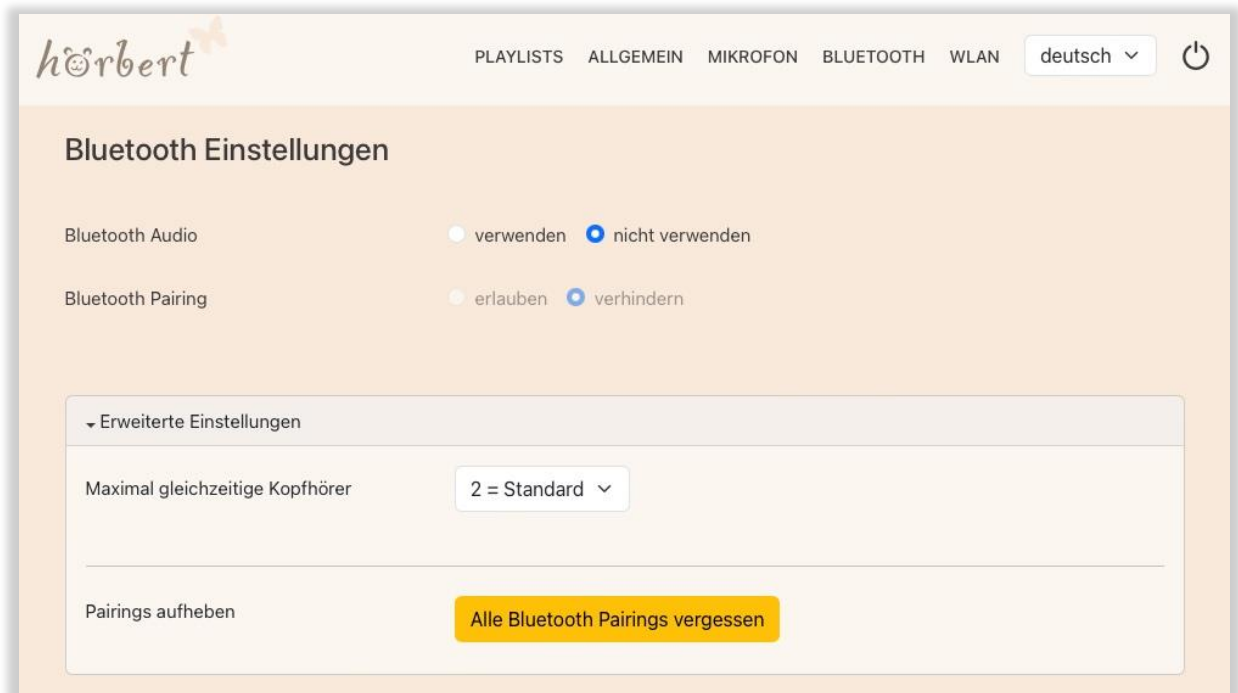 hörbert
PLAYLISTS ALLGEMEIN MIKROFON BLUETOOTH WLAN deutsch
Bluetooth Einstellungen
Bluetooth Audio verwenden nicht verwenden
Bluetooth Pairing erlauben verhindern
Erweiterte Einstellungen
Maximal gleichzeitige Kopfhörer 2 = Standard
Pairings aufheben Alle Bluetooth Pairings vergessen